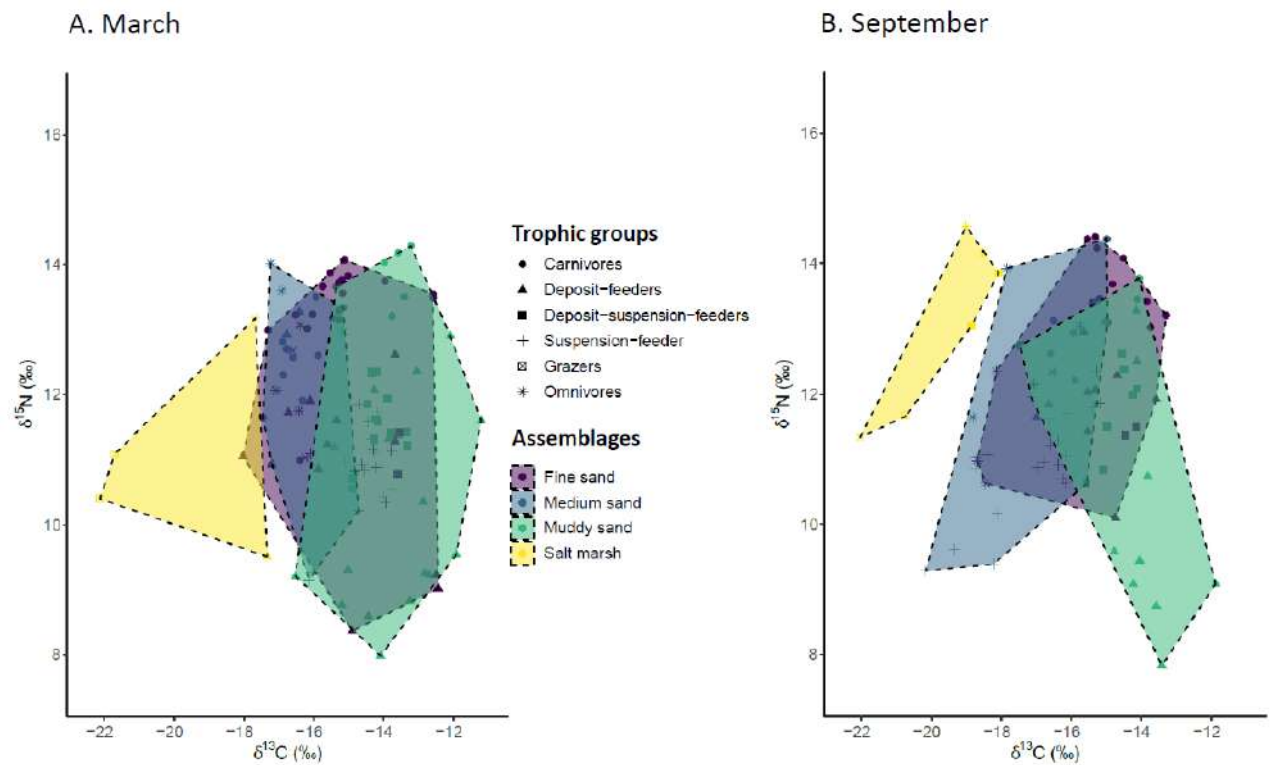 A. March
B. September
16
14
12
10
8
δ15N (‰)
−22 −20 −18 −16 −14 −12
δ13C (‰)
Trophic groups
Carnivores
Deposit−feeders
Deposit−suspension−feeders
Suspension−feeder
Grazers
Omnivores
Assemblages
Fine sand
Medium sand
Muddy sand
Salt marsh
16
14
12
10
8
δ15N (‰)
−22 −20 −18 −16 −14 −12
δ13C (‰)